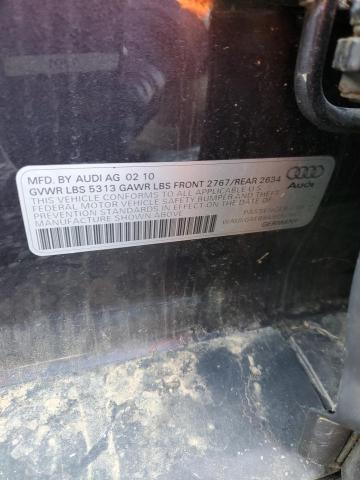 MFD. BY AUDI AG 02 10
GVWR LBS 5313 GAWR LBS FRONT 2767/REAR 2634
THIS VEHICLE CONFORMS TO ALL APPLICABLE U.S.
FEDERAL MOTOR VEHICLE SAFETY BUMPER AND THEFT
PREVENTION STANDARDS IN EFFECT ON THE DATE OF
MANUFACTURE SHOWN ABOVE.
Audi
PASSENGER
GERMANY